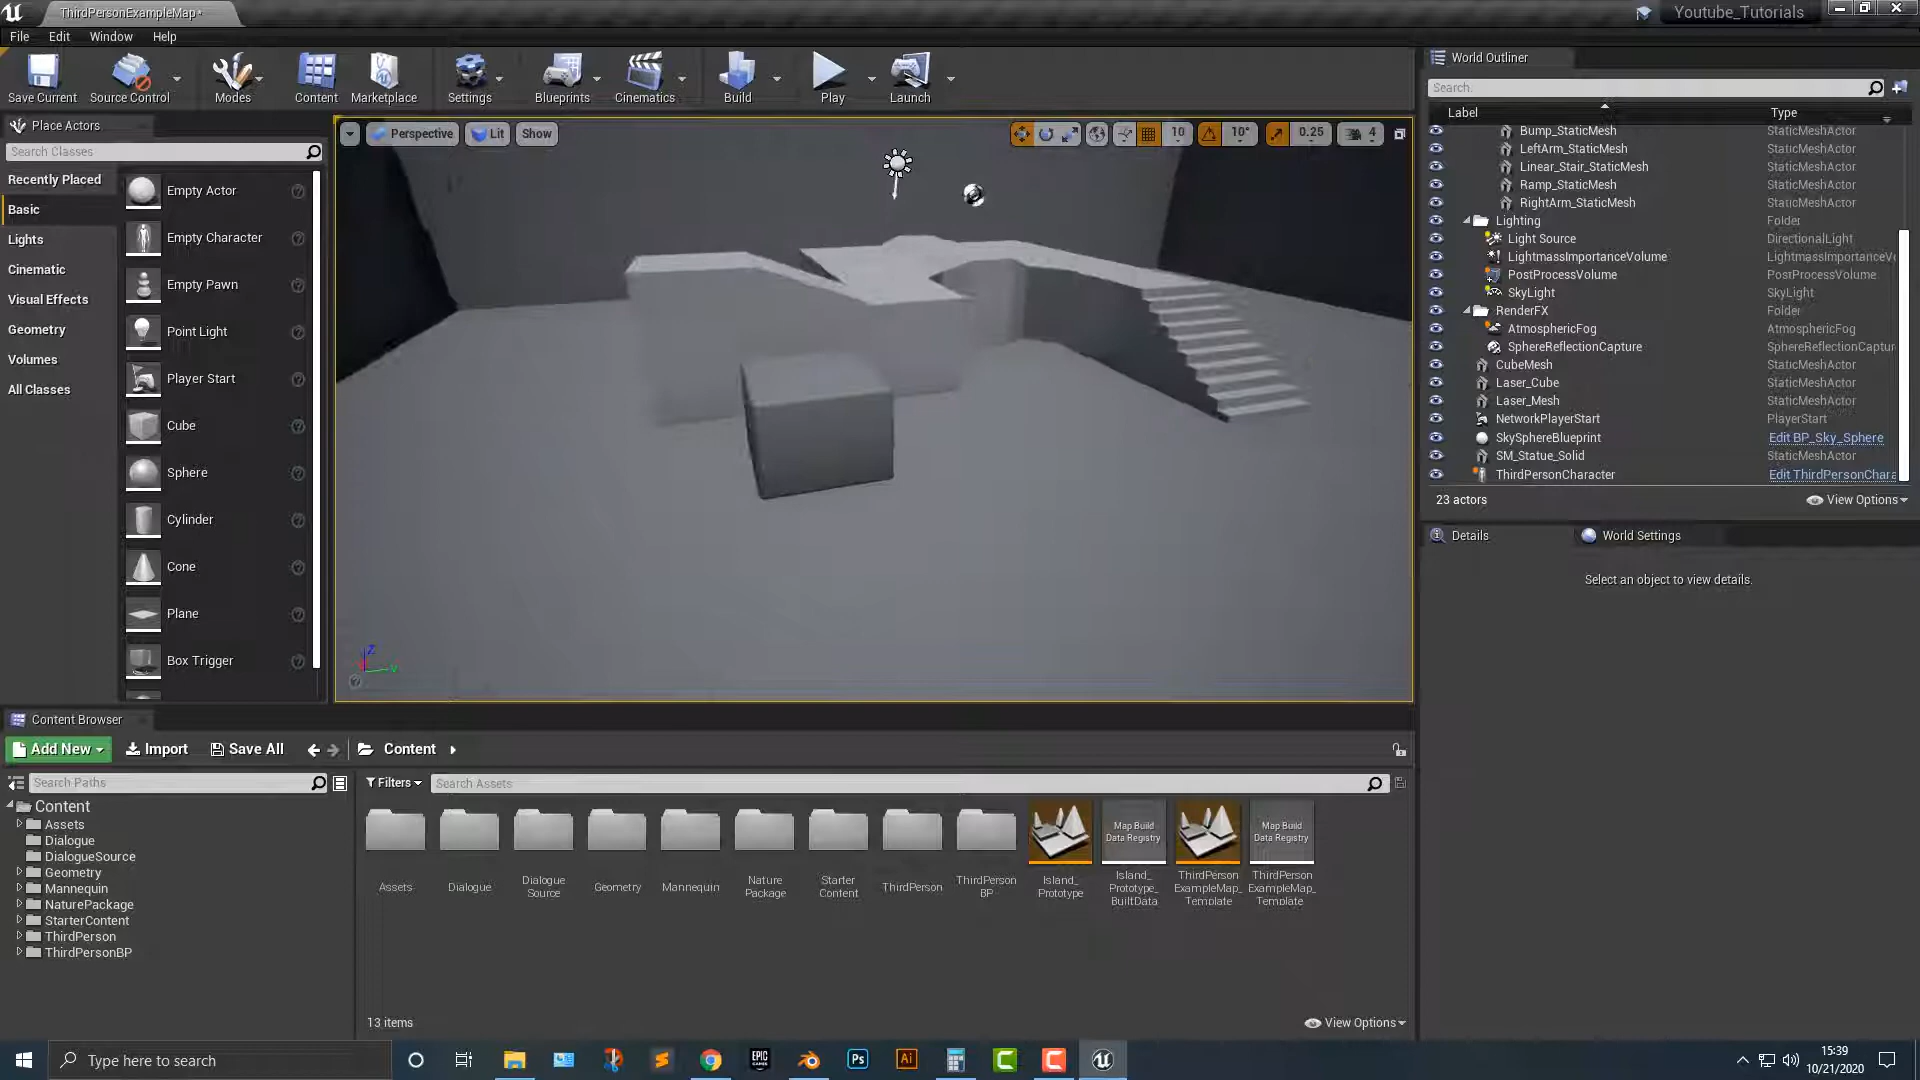 ThirdPersonExampleMap*
Youtube_Tutorials
File Edit Window Help
Save Current
Source Control
Modes
Content
Marketplace
Settings
Blueprints
Cinematics
Build
Play
Launch
Place Actors
Search Classes
Recently Placed
Basic
Lights
Cinematic
Visual Effects
Geometry
Volumes
All Classes
Empty Actor
Empty Character
Empty Pawn
Point Light
Player Start
Cube
Sphere
Cylinder
Cone
Plane
Box Trigger
Perspective
Lit
Show
10
10°
0.25
4
Z
World Outliner
Search.
Label
Type
Bump_StaticMesh StaticMeshActor
LeftArm_StaticMesh StaticMeshActor
Linear_Stair_StaticMesh StaticMeshActor
Ramp_StaticMesh StaticMeshActor
RightArm_StaticMesh StaticMeshActor
Lighting Folder
Light Source DirectionalLight
LightmassImportanceVolume LightmassImportanceV
PostProcessVolume PostProcessVolume
SkyLight SkyLight
RenderFX Folder
AtmosphericFog AtmosphericFog
SphereReflectionCapture SphereReflectionCaptur
CubeMesh StaticMeshActor
Laser_Cube StaticMeshActor
Laser_Mesh StaticMeshActor
NetworkPlayerStart PlayerStart
SkySphereBlueprint Edit BP_Sky_Sphere
SM_Statue_Solid StaticMeshActor
ThirdPersonCharacter Edit ThirdPersonChara
23 actors
View Options
Details
World Settings
Select an object to view details.
Content Browser
Add New
Import
Save All
Content
Search Paths
Content
Assets
Dialogue
DialogueSource
Geometry
Mannequin
NaturePackage
StarterContent
ThirdPerson
ThirdPersonBP
Filters
Search Assets
Map Build
Data Registry
Map Build
Data Registry
Assets
Dialogue
Dialogue
Source
Geometry
Mannequin
Nature
Package
Starter
Content
ThirdPerson
ThirdPerson
BP
Island_
Prototype
Island_
Prototype_
BuiltData
ThirdPerson
ExampleMap_
Template
ThirdPerson
ExampleMap_
Template_
13 items
View Options
Type here to search
EPIC
GAMES
Ps
Ai
15:39
10/21/2020